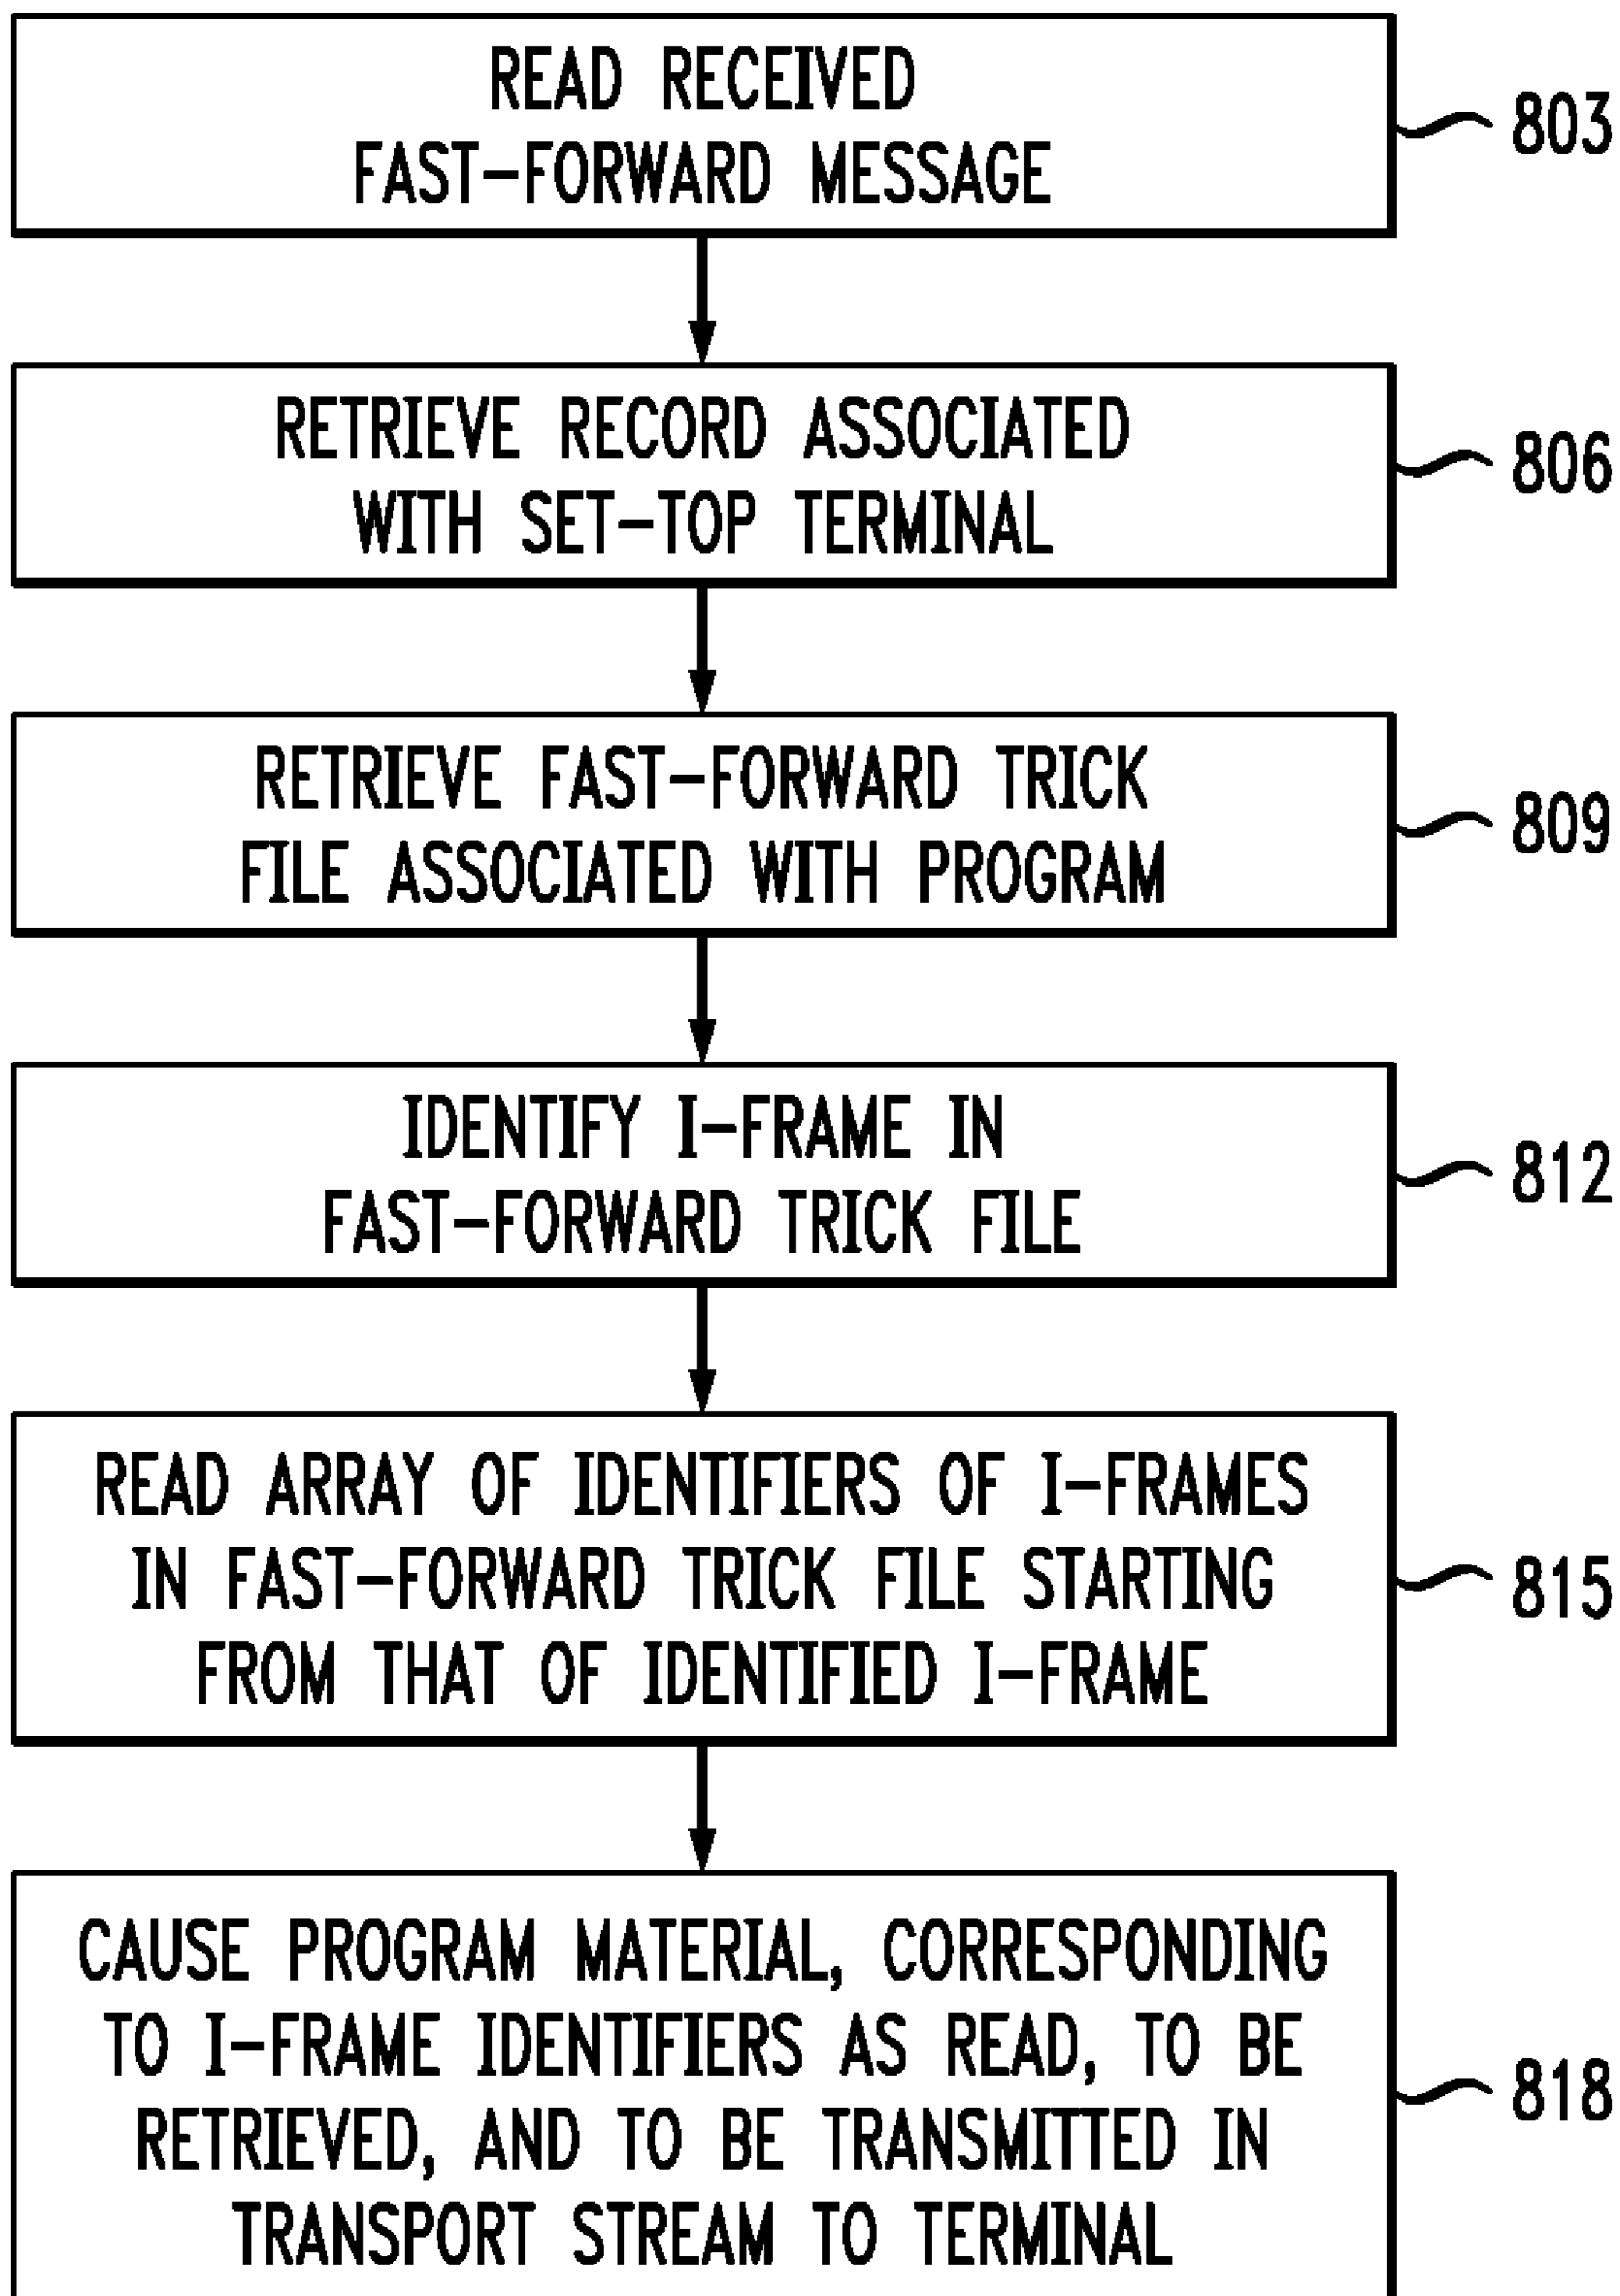 READ RECEIVED
FAST-FORWARD MESSAGE
803
RETRIEVE RECORD ASSOCIATED
WITH SET-TOP TERMINAL
806
RETRIEVE FAST-FORWARD TRICK
FILE ASSOCIATED WITH PROGRAM
809
IDENTIFY I-FRAME IN
FAST-FORWARD TRICK FILE
812
READ ARRAY OF IDENTIFIERS OF I-FRAMES
IN FAST-FORWARD TRICK FILE STARTING
FROM THAT OF IDENTIFIED I-FRAME
815
CAUSE PROGRAM MATERIAL, CORRESPONDING
TO I-FRAME IDENTIFIERS AS READ, TO BE
RETRIEVED, AND TO BE TRANSMITTED IN
TRANSPORT STREAM TO TERMINAL
818